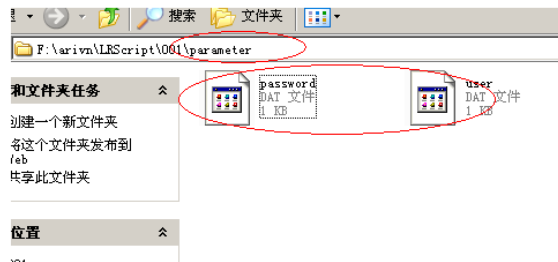 搜索 文件夹
F:\arivn\LRScript\001\parameter
和文件夹任务
password
DAT 文件
1 KB
user
DAT 文件
1 KB
创建一个新文件夹
将这个文件夹发布到
Web
共享此文件夹
位置